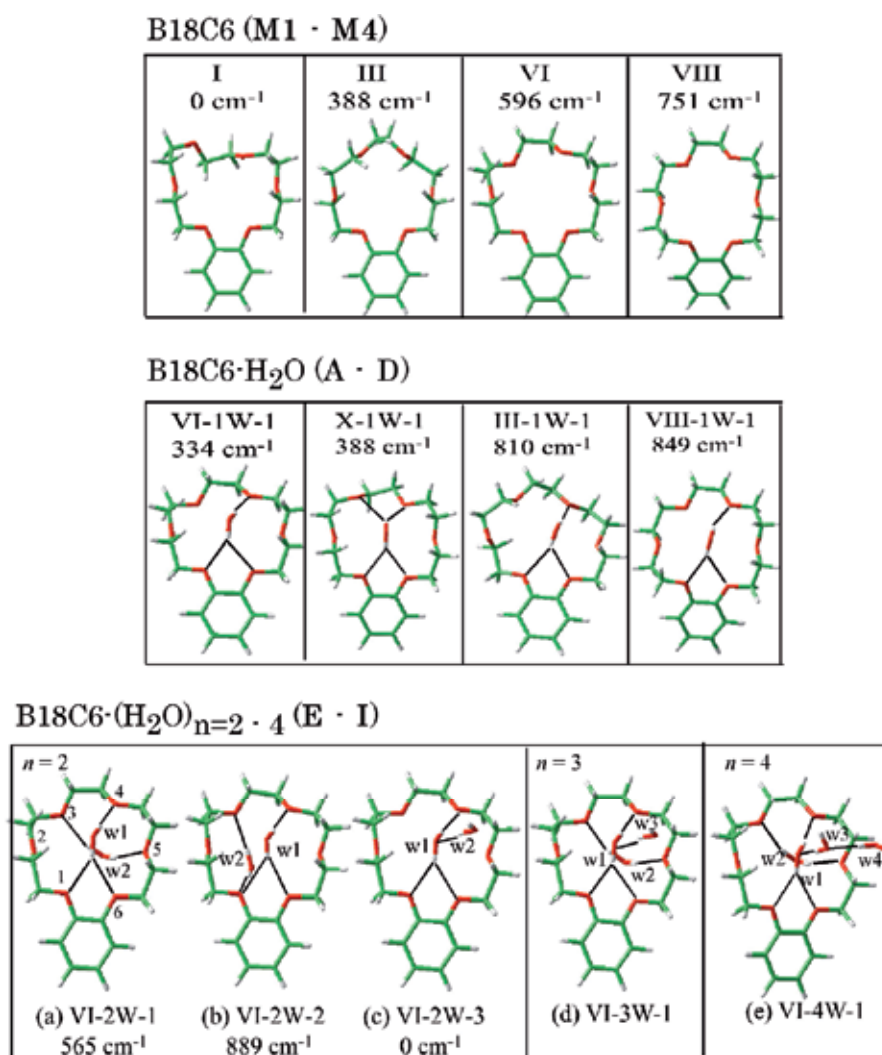 B18C6 (M1 · M4)
I III VI VIII
0 cm⁻¹ 388 cm⁻¹ 596 cm⁻¹ 751 cm⁻¹
B18C6·H₂O (A · D)
VI-1W-1 X-1W-1 III-1W-1 VIII-1W-1
334 cm⁻¹ 388 cm⁻¹ 810 cm⁻¹ 849 cm⁻¹
B18C6·(H₂O)n=2 · 4 (E · I)
n = 2 n = 3 n = 4
4
3
w1 w3 w3
2 w1 w2 w4
5
w2 w1 w2 w1 w2 w1
1
6
(a) VI-2W-1 (b) VI-2W-2 (c) VI-2W-3 (d) VI-3W-1 (e) VI-4W-1
565 cm⁻¹ 889 cm⁻¹ 0 cm⁻¹